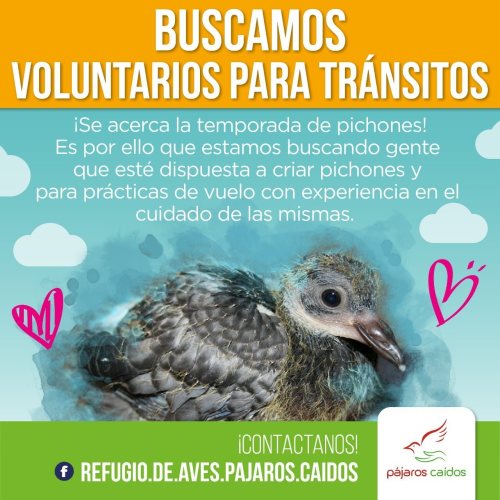 BUSCAMOS
VOLUNTARIOS PARA TRÁNSITOS
¡Se acerca la temporada de pichones!
Es por ello que estamos buscando gente
que esté dispuesta a criar pichones y
para prácticas de vuelo con experiencia en el
cuidado de las mismas.
¡CONTACTANOS!
f REFUGIO.DE.AVES.PAJAROS.CAIDOS
pájaros caídos